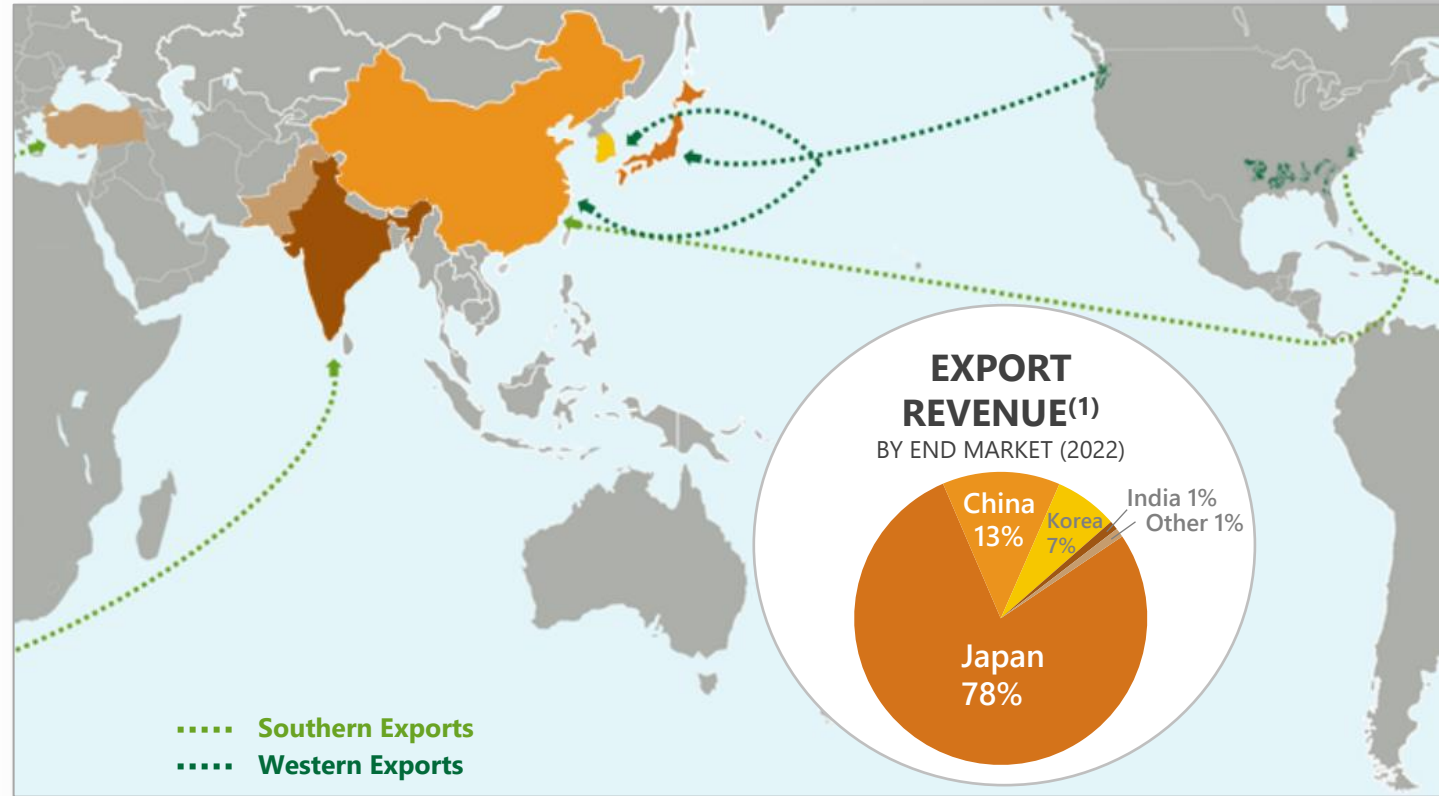 EXPORT
REVENUE(1)
BY END MARKET (2022)
China
13%
Korea
7%
India 1%
Other 1%
Japan
78%
Southern Exports
Western Exports